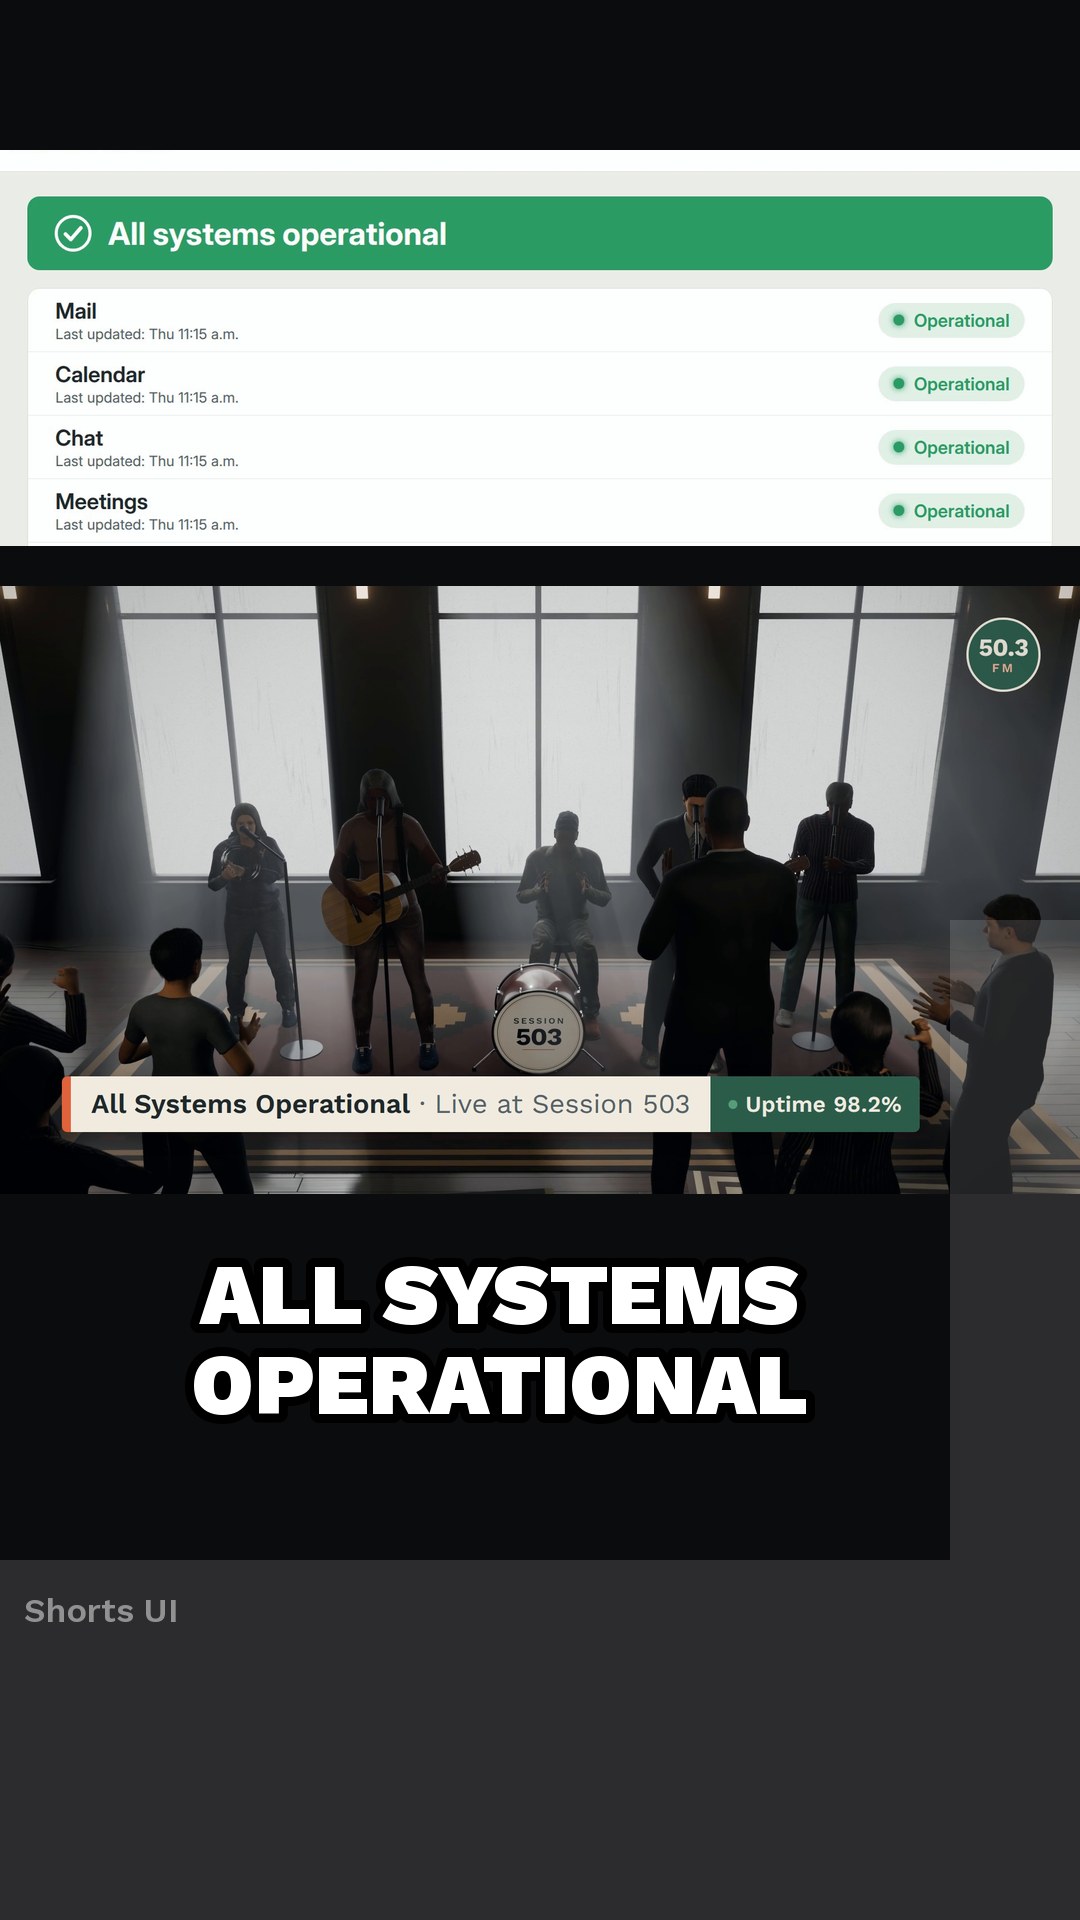 All systems operational
Mail
Last updated: Thu 11:15 a.m.
Operational
Calendar
Last updated: Thu 11:15 a.m.
Operational
Chat
Last updated: Thu 11:15 a.m.
Operational
Meetings
Last updated: Thu 11:15 a.m.
Operational
50.3
FM
SESSION
503
All Systems Operational · Live at Session 503
Uptime 98.2%
ALL SYSTEMS
OPERATIONAL
Shorts UI